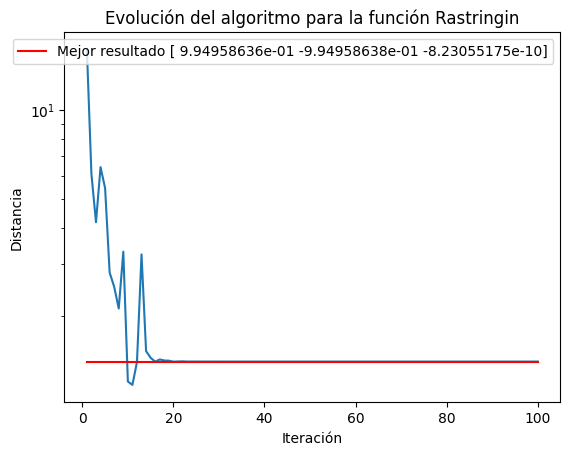 Evolución del algoritmo para la función Rastringin
Mejor resultado [ 9.94958636e-01 -9.94958638e-01 -8.23055175e-10]
10¹
Distancia
0 20 40 60 80 100
Iteración